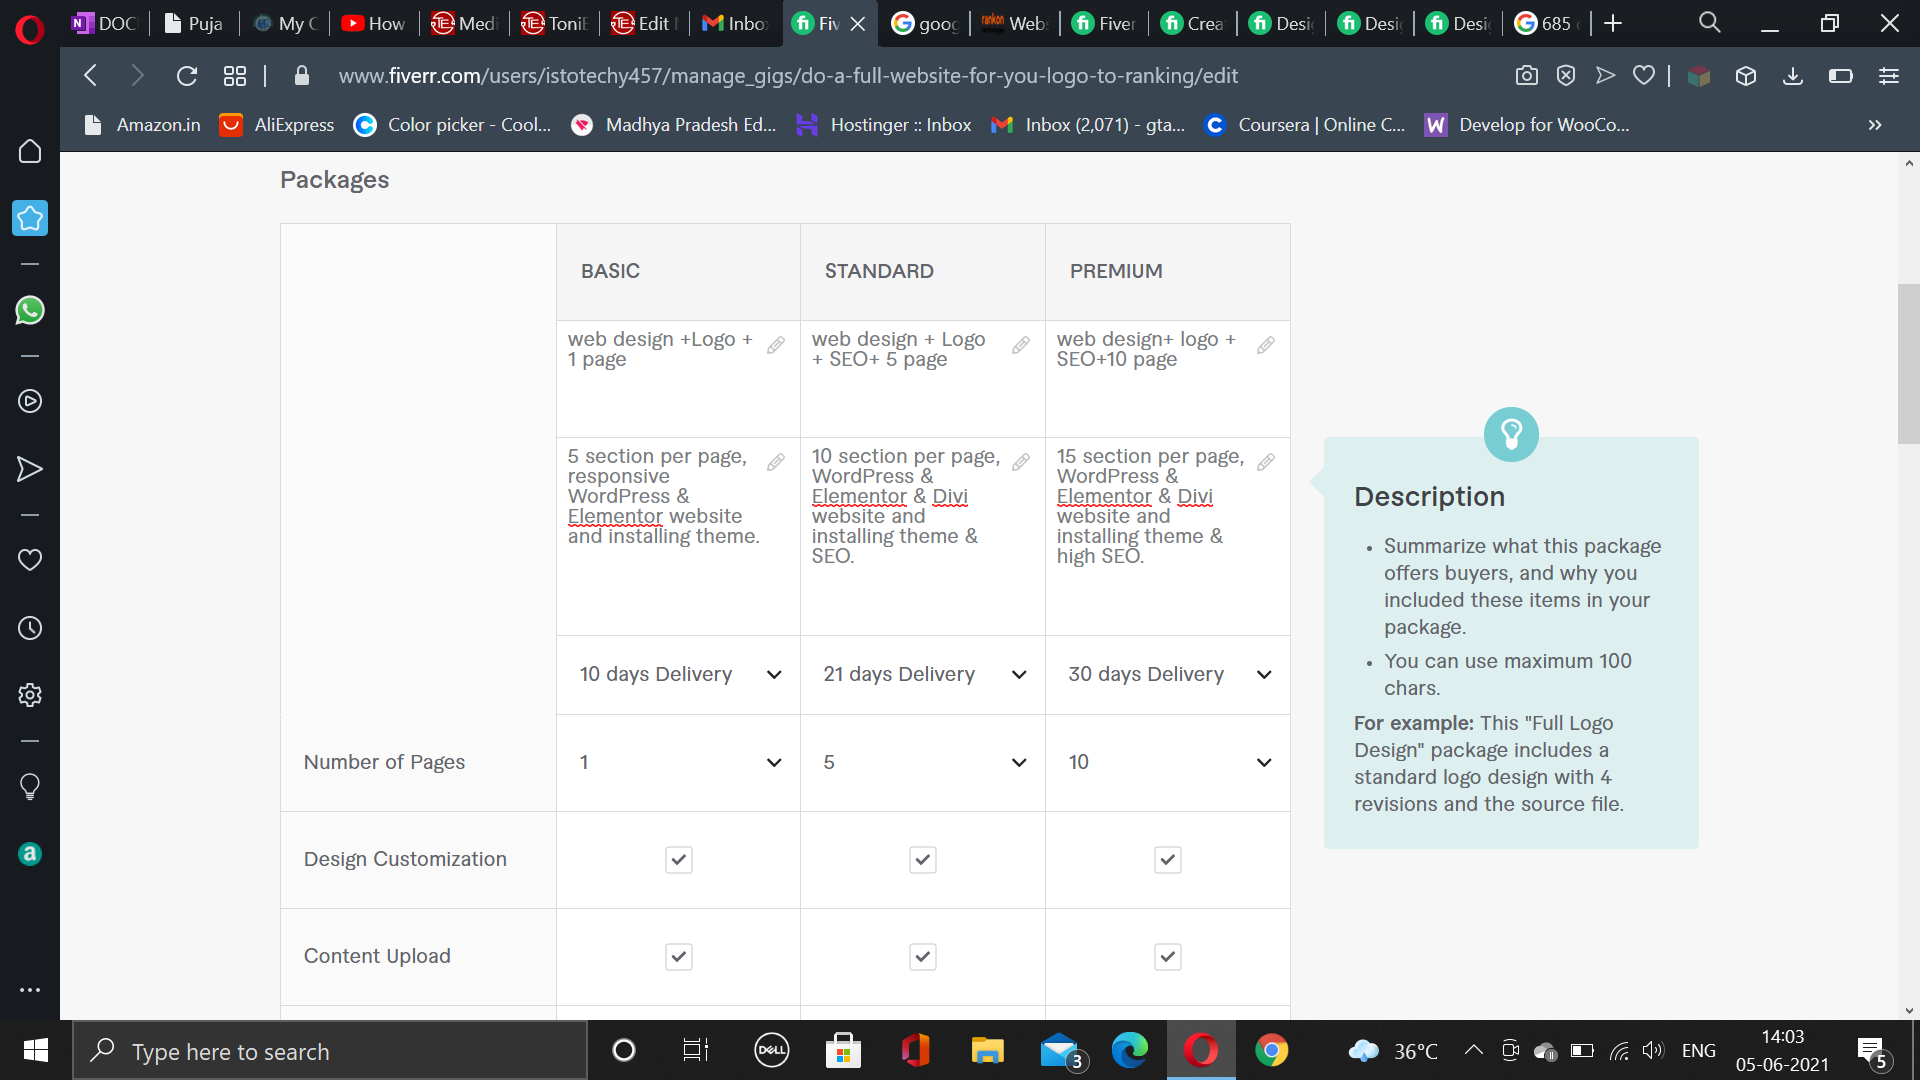 DOC
Puja
My C
How
Medi
ToniE
Edit
Inbo
Fiv
goog
rankon
Web
Fiver
Crea
Desi
Desi
Desi
685
www.fiverr.com/users/istotechy457/manage_gigs/do-a-full-website-for-you-logo-to-ranking/edit
Amazon.in
AliExpress
Color picker - Cool...
Madhya Pradesh Ed...
Hostinger :: Inbox
Inbox (2,071) - gta...
Coursera | Online C...
Develop for WooCo...
Packages
BASIC
STANDARD
PREMIUM
web design +Logo +
1 page
web design + Logo
+ SEO+ 5 page
web design+ logo +
SEO+10 page
5 section per page,
responsive
WordPress &
Elementor website
and installing theme.
10 section per page,
WordPress &
Elementor & Divi
website and
installing theme &
SEO.
15 section per page,
WordPress &
Elementor & Divi
website and
installing theme &
high SEO.
10 days Delivery
21 days Delivery
30 days Delivery
Number of Pages
1
5
10
Design Customization
Content Upload
Description
• Summarize what this package
offers buyers, and why you
included these items in your
package.
• You can use maximum 100
chars.
For example: This "Full Logo
Design" package includes a
standard logo design with 4
revisions and the source file.
Type here to search
DELL
3
36°C
ENG
14:03
05-06-2021
5